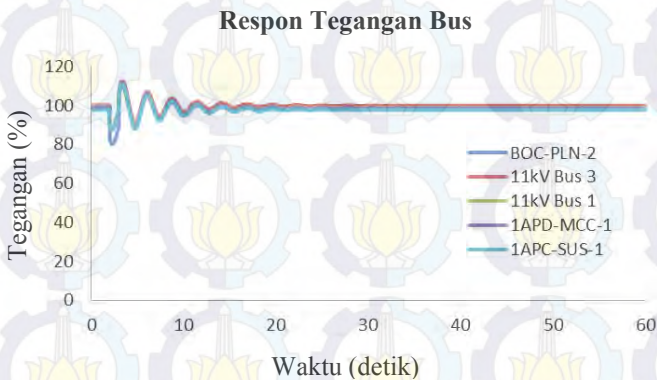 Respon Tegangan Bus
120
100
80
60
40
20
0
Tegangan (%)
BOC-PLN-2
11kV Bus 3
11kV Bus 1
1APD-MCC-1
1APC-SUS-1
0 10 20 30 40 50 60
Waktu (detik)